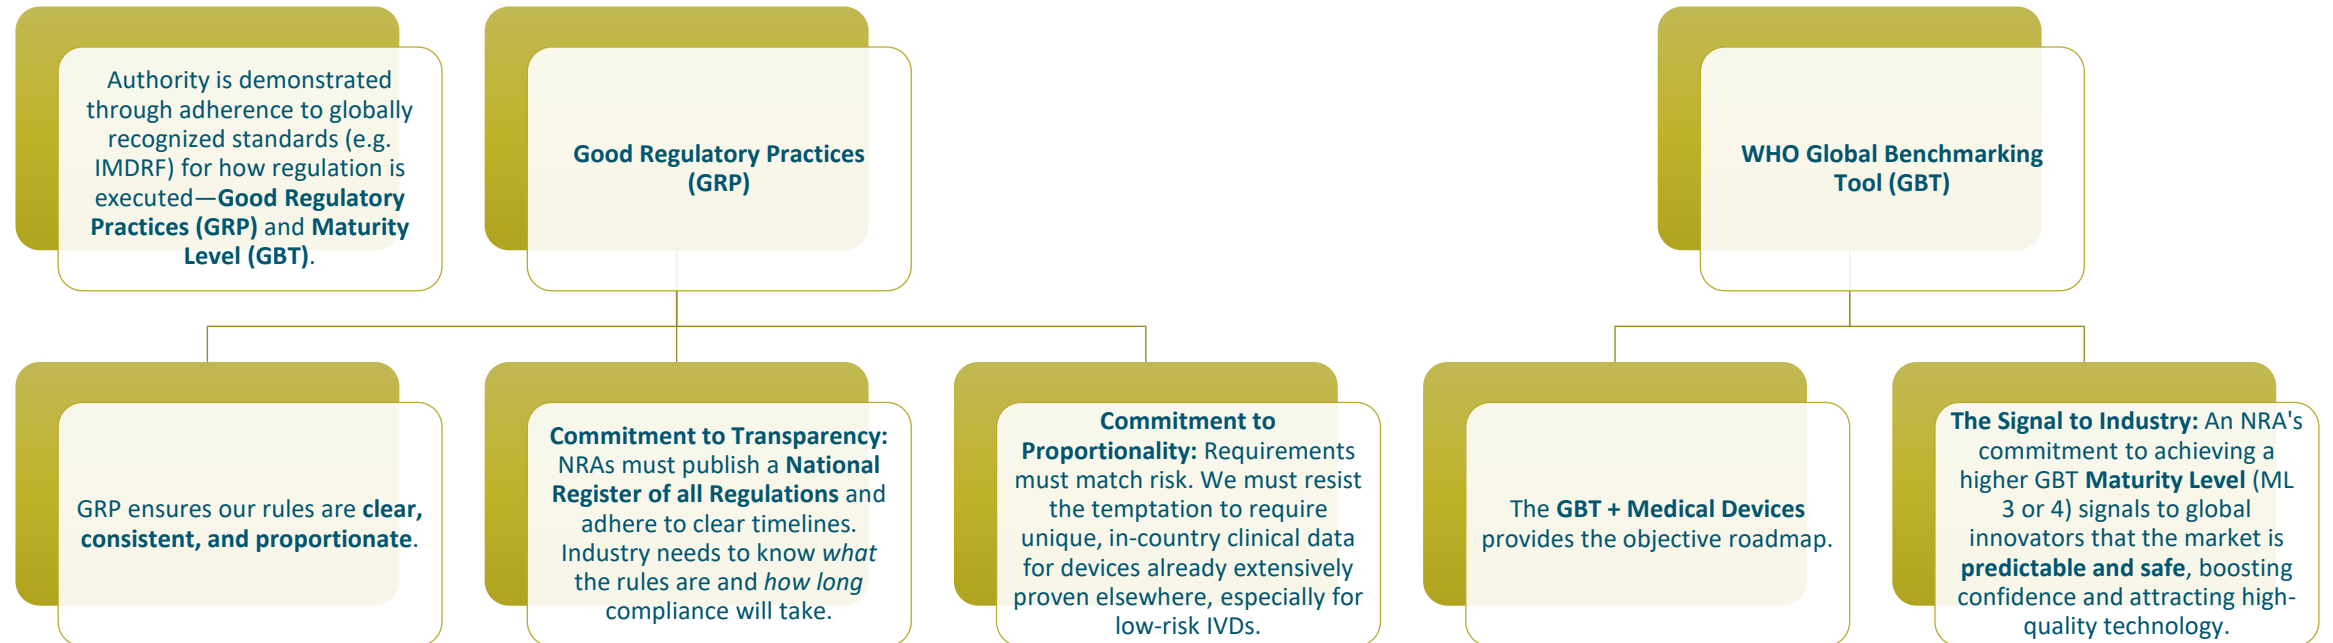 Authority is demonstrated
through adherence to globally
recognized standards (e.g.
IMDRF) for how regulation is
executed—Good Regulatory
Practices (GRP) and Maturity
Level (GBT).
Good Regulatory Practices
(GRP)
WHO Global Benchmarking
Tool (GBT)
GRP ensures our rules are clear,
consistent, and proportionate.
Commitment to Transparency:
NRAs must publish a National
Register of all Regulations and
adhere to clear timelines.
Industry needs to know what
the rules are and how long
compliance will take.
Commitment to
Proportionality: Requirements
must match risk. We must resist
the temptation to require
unique, in-country clinical data
for devices already extensively
proven elsewhere, especially for
low-risk IVDs.
The GBT + Medical Devices
provides the objective roadmap.
The Signal to Industry: An NRA's
commitment to achieving a
higher GBT Maturity Level (ML
3 or 4) signals to global
innovators that the market is
predictable and safe, boosting
confidence and attracting high-
quality technology.